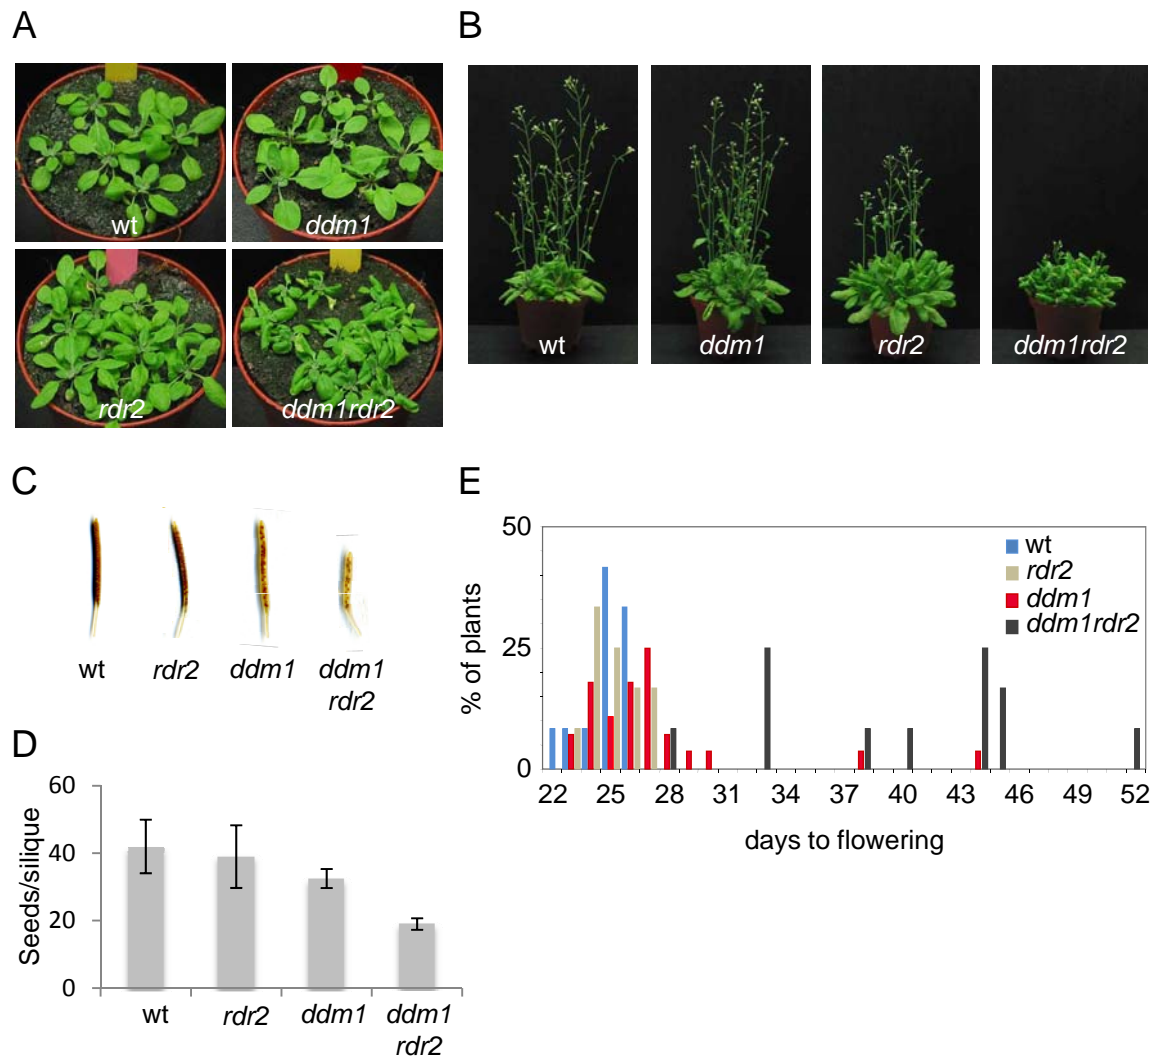 A
B
wt
ddm1
rdr2
ddm1rdr2
wt
ddm1
rdr2
ddm1rdr2
C
wt
rdr2
ddm1
ddm1
rdr2
D
60
40
20
0
Seeds/silique
wt
rdr2
ddm1
ddm1
rdr2
E
50
25
0
% of plants
wt
rdr2
ddm1
ddm1rdr2
22 25 28 31 34 37 40 43 46 49 52
days to flowering